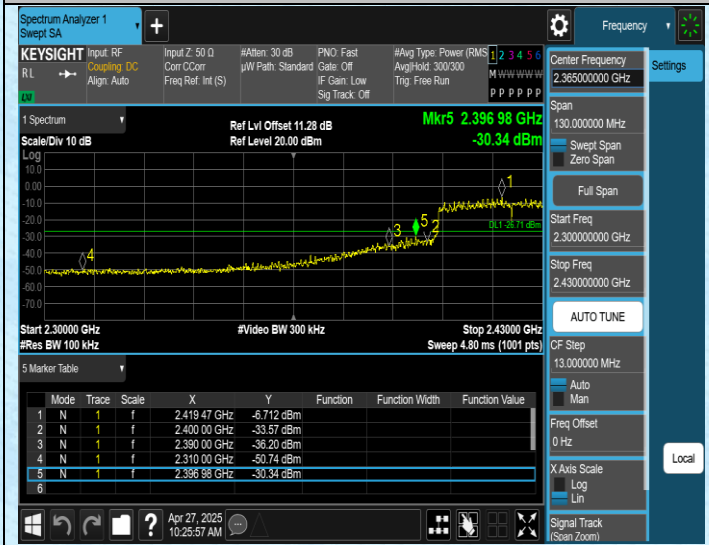 Spectrum Analyzer 1
Swept SA
Frequency
KEYSIGHT
RL
Input: RF
Coupling: DC
Align: Auto
Input Z: 50 Ω
Corr CCorr
Freq Ref: Int (S)
#Atten: 30 dB
µW Path: Standard
PNO: Fast
Gate: Off
IF Gain: Low
Sig Track: Off
#Avg Type: Power (RMS
Avg|Hold: 300/300
Trig: Free Run
1 2 3 4 5 6
M W W W W W
P P P P P P
LU
1 Spectrum
Scale/Div 10 dB
Ref Lvl Offset 11.28 dB
Ref Level 20.00 dBm
Mkr5 2.396 98 GHz
-30.34 dBm
Log
10.0
0.00
-10.0
-20.0
-30.0
-40.0
-50.0
-60.0
-70.0
1
2
3
4
5
DL1 -26.71 dBm
Start 2.30000 GHz
#Video BW 300 kHz
Stop 2.43000 GHz
#Res BW 100 kHz
Sweep 4.80 ms (1001 pts)
5 Marker Table
Mode Trace Scale X Y Function Function Width Function Value
1 N 1 f 2.419 47 GHz -6.712 dBm
2 N 1 f 2.400 00 GHz -33.57 dBm
3 N 1 f 2.390 00 GHz -36.20 dBm
4 N 1 f 2.310 00 GHz -50.74 dBm
5 N 1 f 2.396 98 GHz -30.34 dBm
6
Apr 27, 2025
10:25:57 AM
?
Center Frequency
2.365000000 GHz
Settings
Span
130.000000 MHz
Swept Span
Zero Span
Full Span
Start Freq
2.300000000 GHz
Stop Freq
2.430000000 GHz
AUTO TUNE
CF Step
13.000000 MHz
Auto
Man
Freq Offset
0 Hz
Local
X Axis Scale
Log
Lin
Signal Track
(Span Zoom)